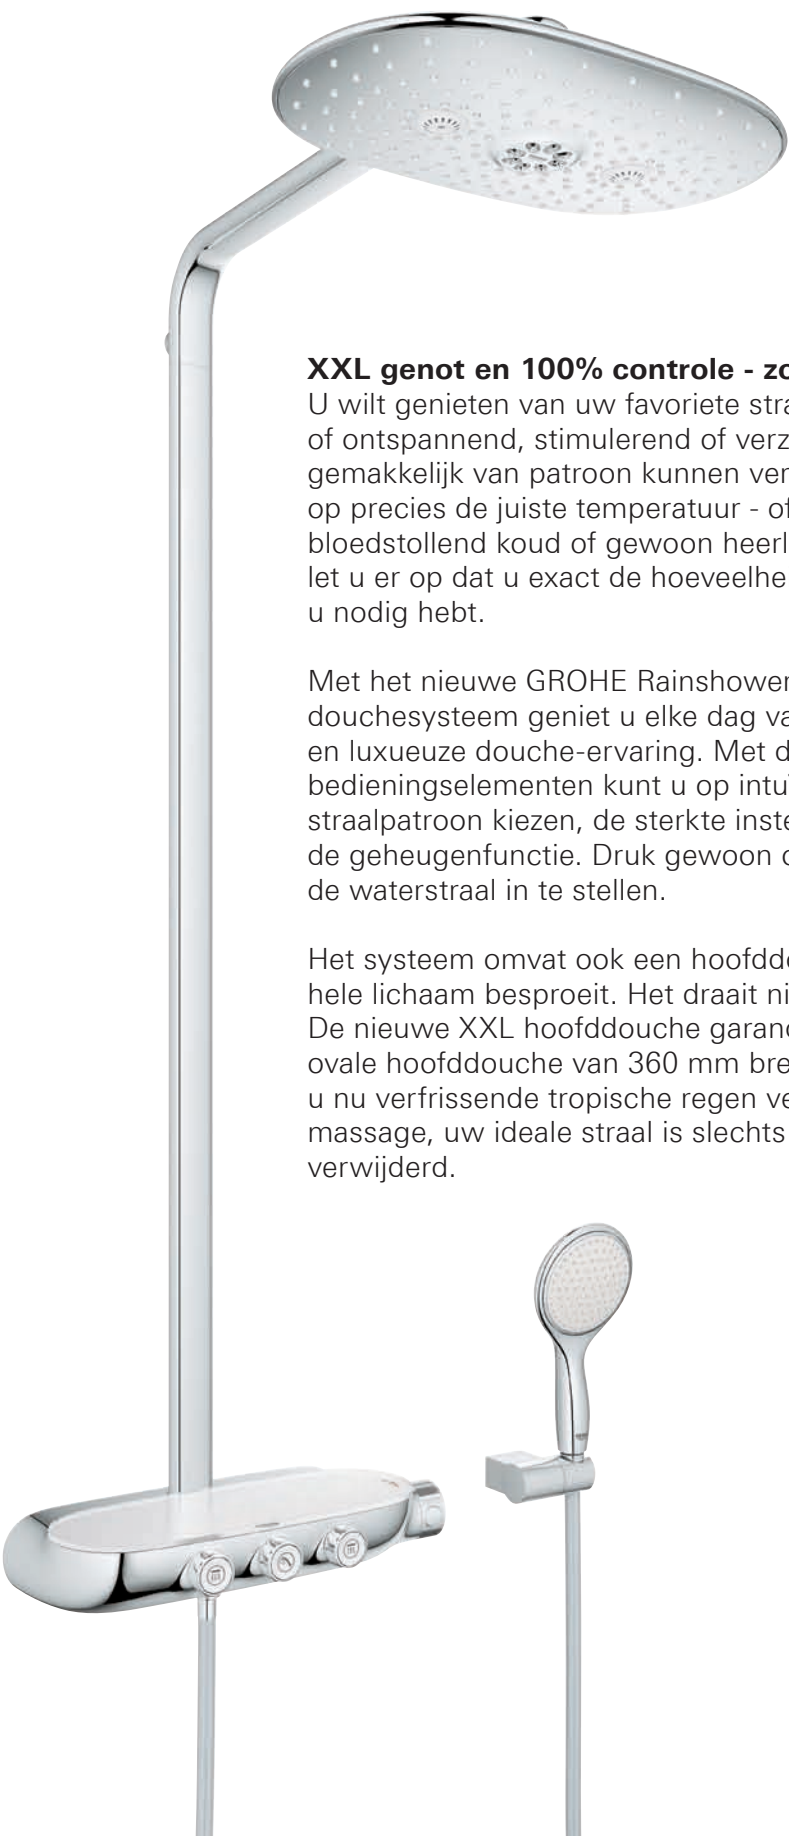 XXL genot en 100% controle - zo
U wilt genieten van uw favoriete stra
of ontspannend, stimulerend of verz
gemakkelijk van patroon kunnen ver
op precies de juiste temperatuur - of
bloedstollend koud of gewoon heerl
let u er op dat u exact de hoeveelhe
u nodig hebt.
Met het nieuwe GROHE Rainshower
douchesysteem geniet u elke dag va
en luxueuze douche-ervaring. Met d
bedieningselementen kunt u op intuï
straalpatroon kiezen, de sterkte inste
de geheugenfunctie. Druk gewoon o
de waterstraal in te stellen.
Het systeem omvat ook een hoofddo
hele lichaam besproeit. Het draait ni
De nieuwe XXL hoofddouche garand
ovale hoofddouche van 360 mm bre
u nu verfrissende tropische regen ve
massage, uw ideale straal is slechts
verwijderd.